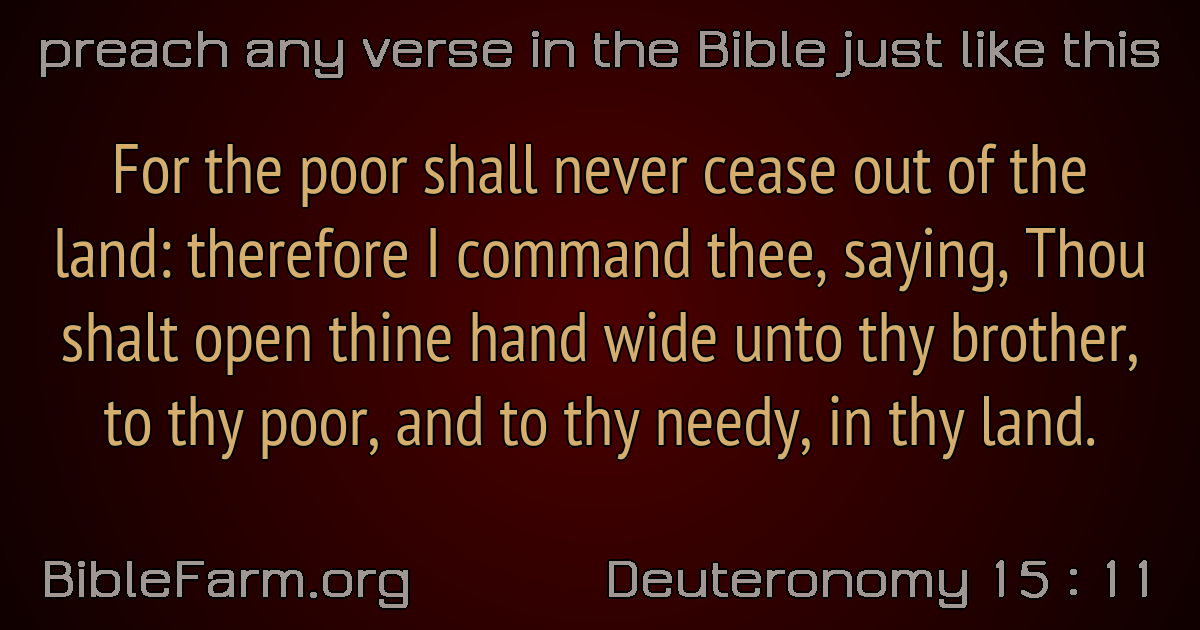 preach any verse in the Bible just like this
For the poor shall never cease out of the
land: therefore I command thee, saying, Thou
shalt open thine hand wide unto thy brother,
to thy poor, and to thy needy, in thy land.
BibleFarm.org
Deuteronomy 15 : 11